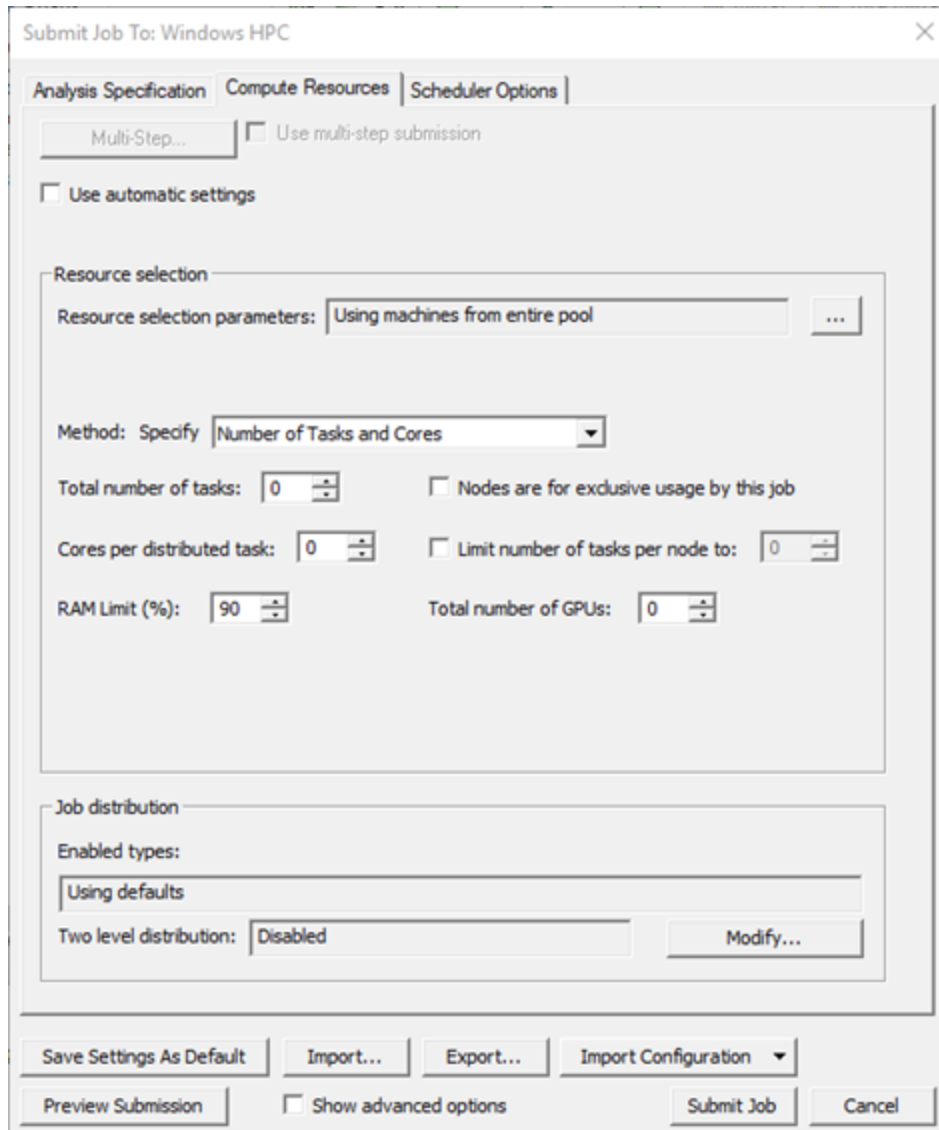 Submit Job To: Windows HPC
Analysis Specification Compute Resources Scheduler Options
Multi-Step... Use multi-step submission
Use automatic settings
Resource selection
Resource selection parameters: Using machines from entire pool ...
Method: Specify Number of Tasks and Cores
Total number of tasks: 0 Nodes are for exclusive usage by this job
Cores per distributed task: 0 Limit number of tasks per node to: 0
RAM Limit (%): 90 Total number of GPUs: 0
Job distribution
Enabled types:
Using defaults
Two level distribution: Disabled Modify...
Save Settings As Default Import... Export... Import Configuration
Preview Submission Show advanced options Submit Job Cancel